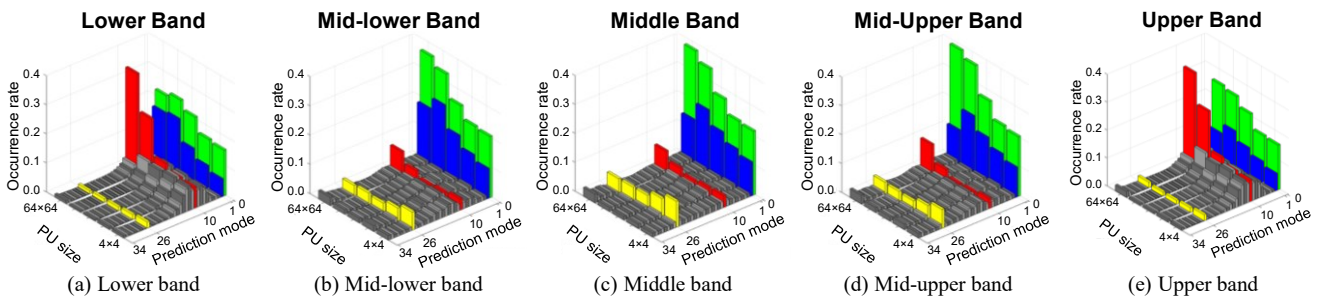 Lower Band
Mid-lower Band
Middle Band
Mid-Upper Band
Upper Band
Occurrence rate
0.4
0.3
0.2
0.1
0.0
64×64
4×4
PU size
34
26
10
1
0
Prediction mode
Occurrence rate
0.4
0.3
0.2
0.1
0.0
64×64
4×4
PU size
34
26
10
1
0
Prediction mode
Occurrence rate
0.4
0.3
0.2
0.1
0.0
64×64
4×4
PU size
34
26
10
1
0
Prediction mode
Occurrence rate
0.4
0.3
0.2
0.1
0.0
64×64
4×4
PU size
34
26
10
1
0
Prediction mode
Occurrence rate
0.4
0.3
0.2
0.1
0.0
64×64
4×4
PU size
34
26
10
1
0
Prediction mode
(a) Lower band
(b) Mid-lower band
(c) Middle band
(d) Mid-upper band
(e) Upper band